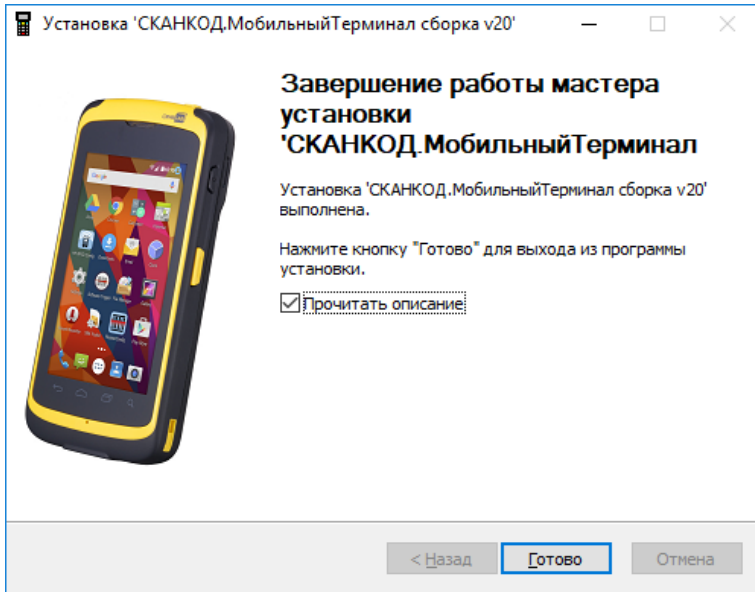 Установка 'СКАНКОД.МобильныйТерминал сборка v20'
Завершение работы мастера
установки
'СКАНКОД.МобильныйТерминал
Установка 'СКАНКОД.МобильныйТерминал сборка v20'
выполнена.
Нажмите кнопку "Готово" для выхода из программы
установки.
Прочитать описание
< Назад
Готово
Отмена